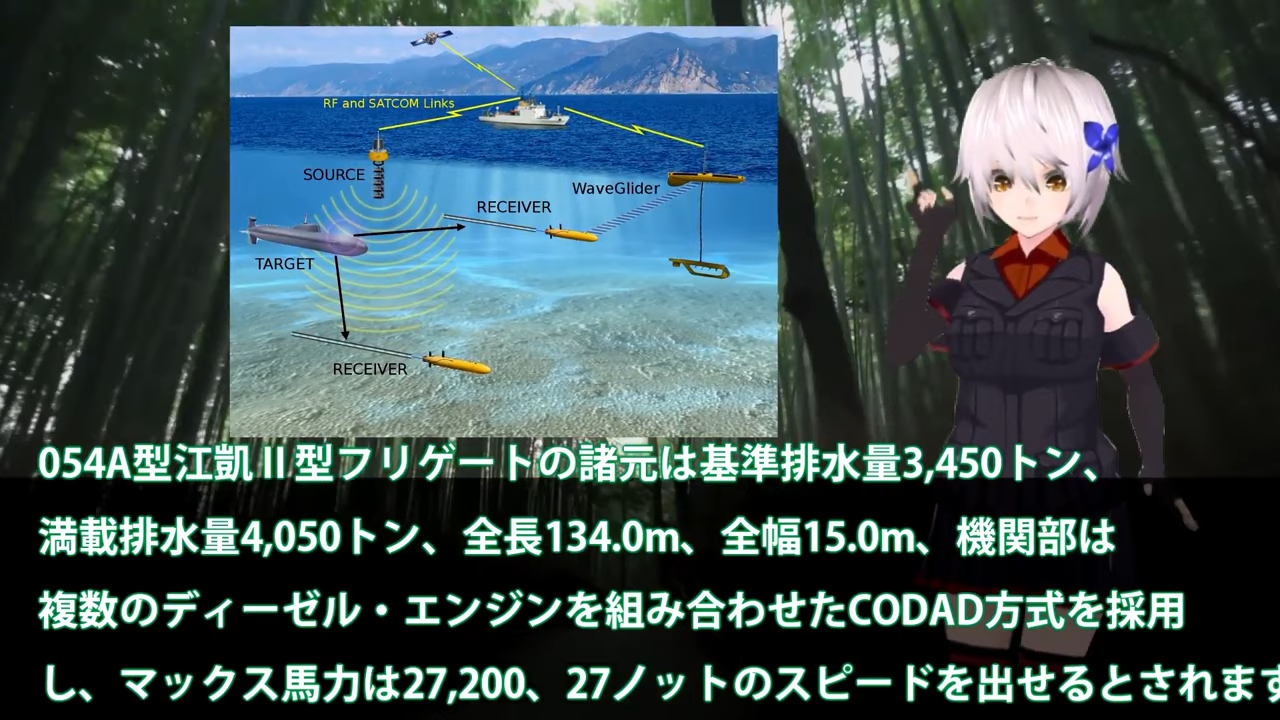 RF and SATCOM Links
SOURCE
WaveGlider
RECEIVER
TARGET
RECEIVER
054A型江凱Ⅱ型フリゲートの諸元は基準排水量3,450トン、
満載排水量4,050トン、全長134.0m、全幅15.0m、機関部は
複数のディーゼル・エンジンを組み合わせたCODAD方式を採用
し、マックス馬力は27,200、27ノットのスピードを出せるとされます